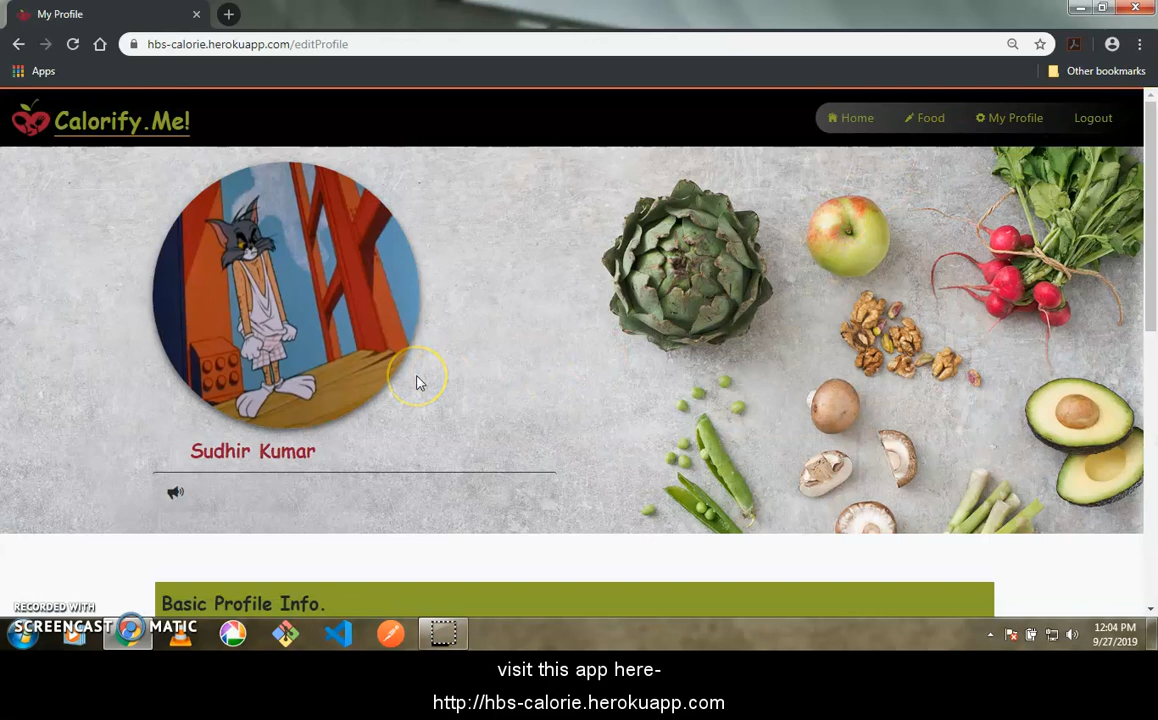 My Profile
hbs-calorie.herokuapp.com/editProfile
Apps
Other bookmarks
Calorify.Me!
Home
Food
My Profile
Logout
Sudhir Kumar
Basic Profile Info.
RECORDED WITH
SCREENCAST MATIC
12:04 PM
9/27/2019
visit this app here-
http://hbs-calorie.herokuapp.com